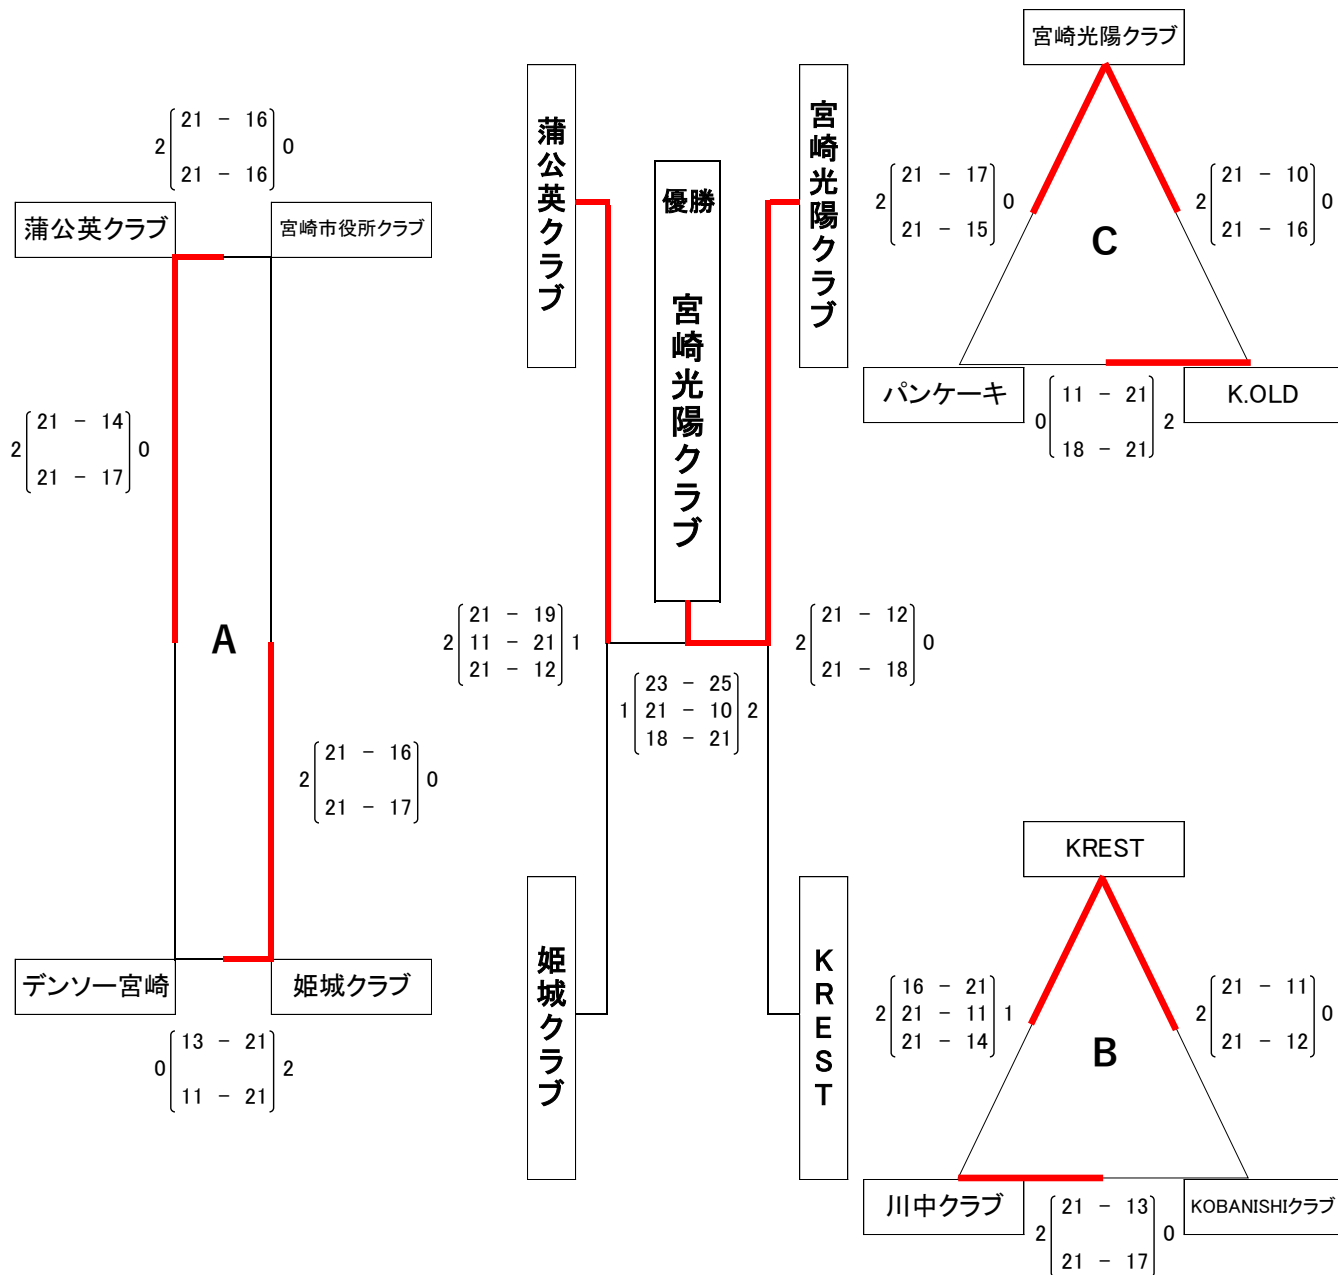 21 － 16
2 0
21 － 16
蒲公英クラブ
宮崎市役所クラブ
21 － 14
2 0
21 － 17
A
21 － 16
2 0
21 － 17
デンソー宮崎
姫城クラブ
13 － 21
0 2
11 － 21
蒲公英クラブ
優勝
宮崎光陽クラブ
宮崎光陽クラブ
21 － 19
2 11 － 21 1
21 － 12
21 － 12
2 0
21 － 18
23 － 25
1 21 － 10 2
18 － 21
姫城クラブ
KREST
宮崎光陽クラブ
21 － 17
2 0
21 － 15
21 － 10
2 0
21 － 16
C
パンケーキ
K.OLD
11 － 21
0 2
18 － 21
KREST
16 － 21
2 21 － 11 1
21 － 14
21 － 11
2 0
21 － 12
B
川中クラブ
KOBANISHIクラブ
21 － 13
2 0
21 － 17